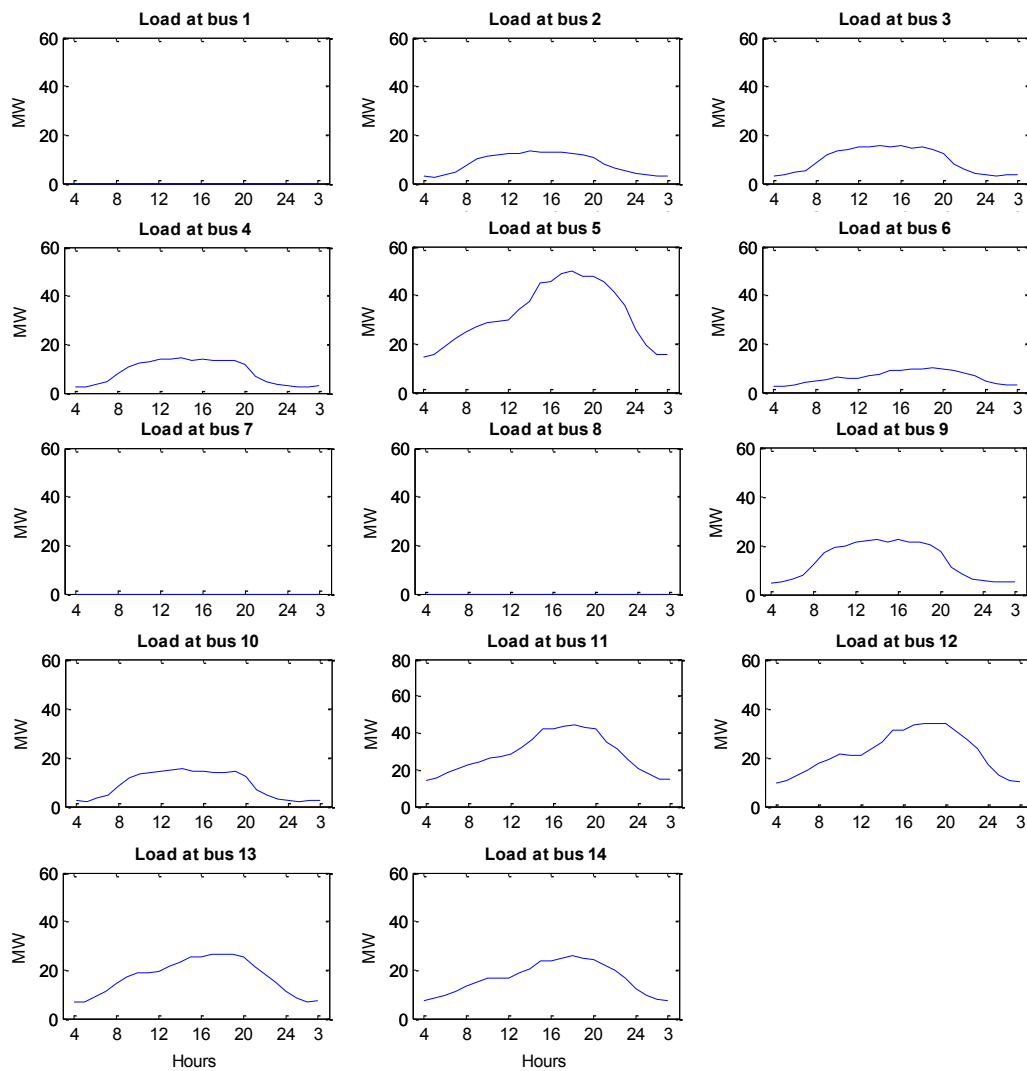 Load at bus 1 Load at bus 2 Load at bus 3
60 60 60
40 40 40
MW MW MW
20 20 20
0 0 0
4 8 12 16 20 24 3 4 8 12 16 20 24 3 4 8 12 16 20 24 3
Load at bus 4 Load at bus 5 Load at bus 6
60 60 60
40 40 40
MW MW MW
20 20 20
0 0 0
4 8 12 16 20 24 3 4 8 12 16 20 24 3 4 8 12 16 20 24 3
Load at bus 7 Load at bus 8 Load at bus 9
60 60 60
40 40 40
MW MW MW
20 20 20
0 0 0
4 8 12 16 20 24 3 4 8 12 16 20 24 3 4 8 12 16 20 24 3
Load at bus 10 Load at bus 11 Load at bus 12
60 80 60
60
40 40
MW MW 40 MW
20 20
20
0 0 0
4 8 12 16 20 24 3 4 8 12 16 20 24 3 4 8 12 16 20 24 3
Load at bus 13 Load at bus 14
60 60
40 40
MW MW
20 20
0 0
4 8 12 16 20 24 3 4 8 12 16 20 24 3
Hours Hours